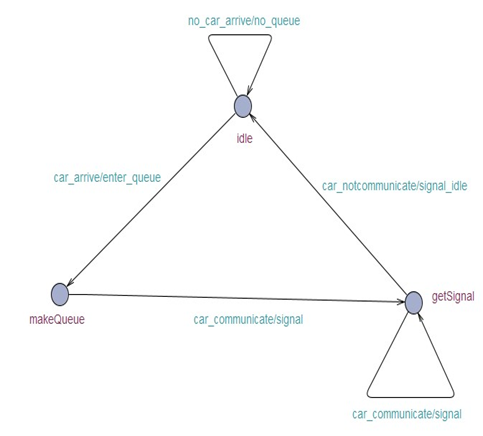 no_car_arrive/no_queue
idle
car_arrive/enter_queue
car_notcommunicate/signal_idle
makeQueue
car_communicate/signal
getSignal
car_communicate/signal